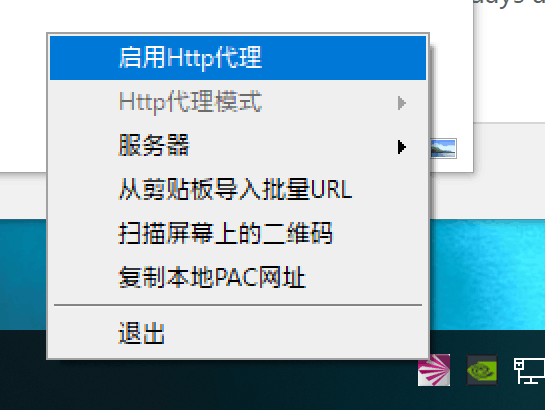 启用Http代理
Http代理模式
服务器
从剪贴板导入批量URL
扫描屏幕上的二维码
复制本地PAC网址
退出